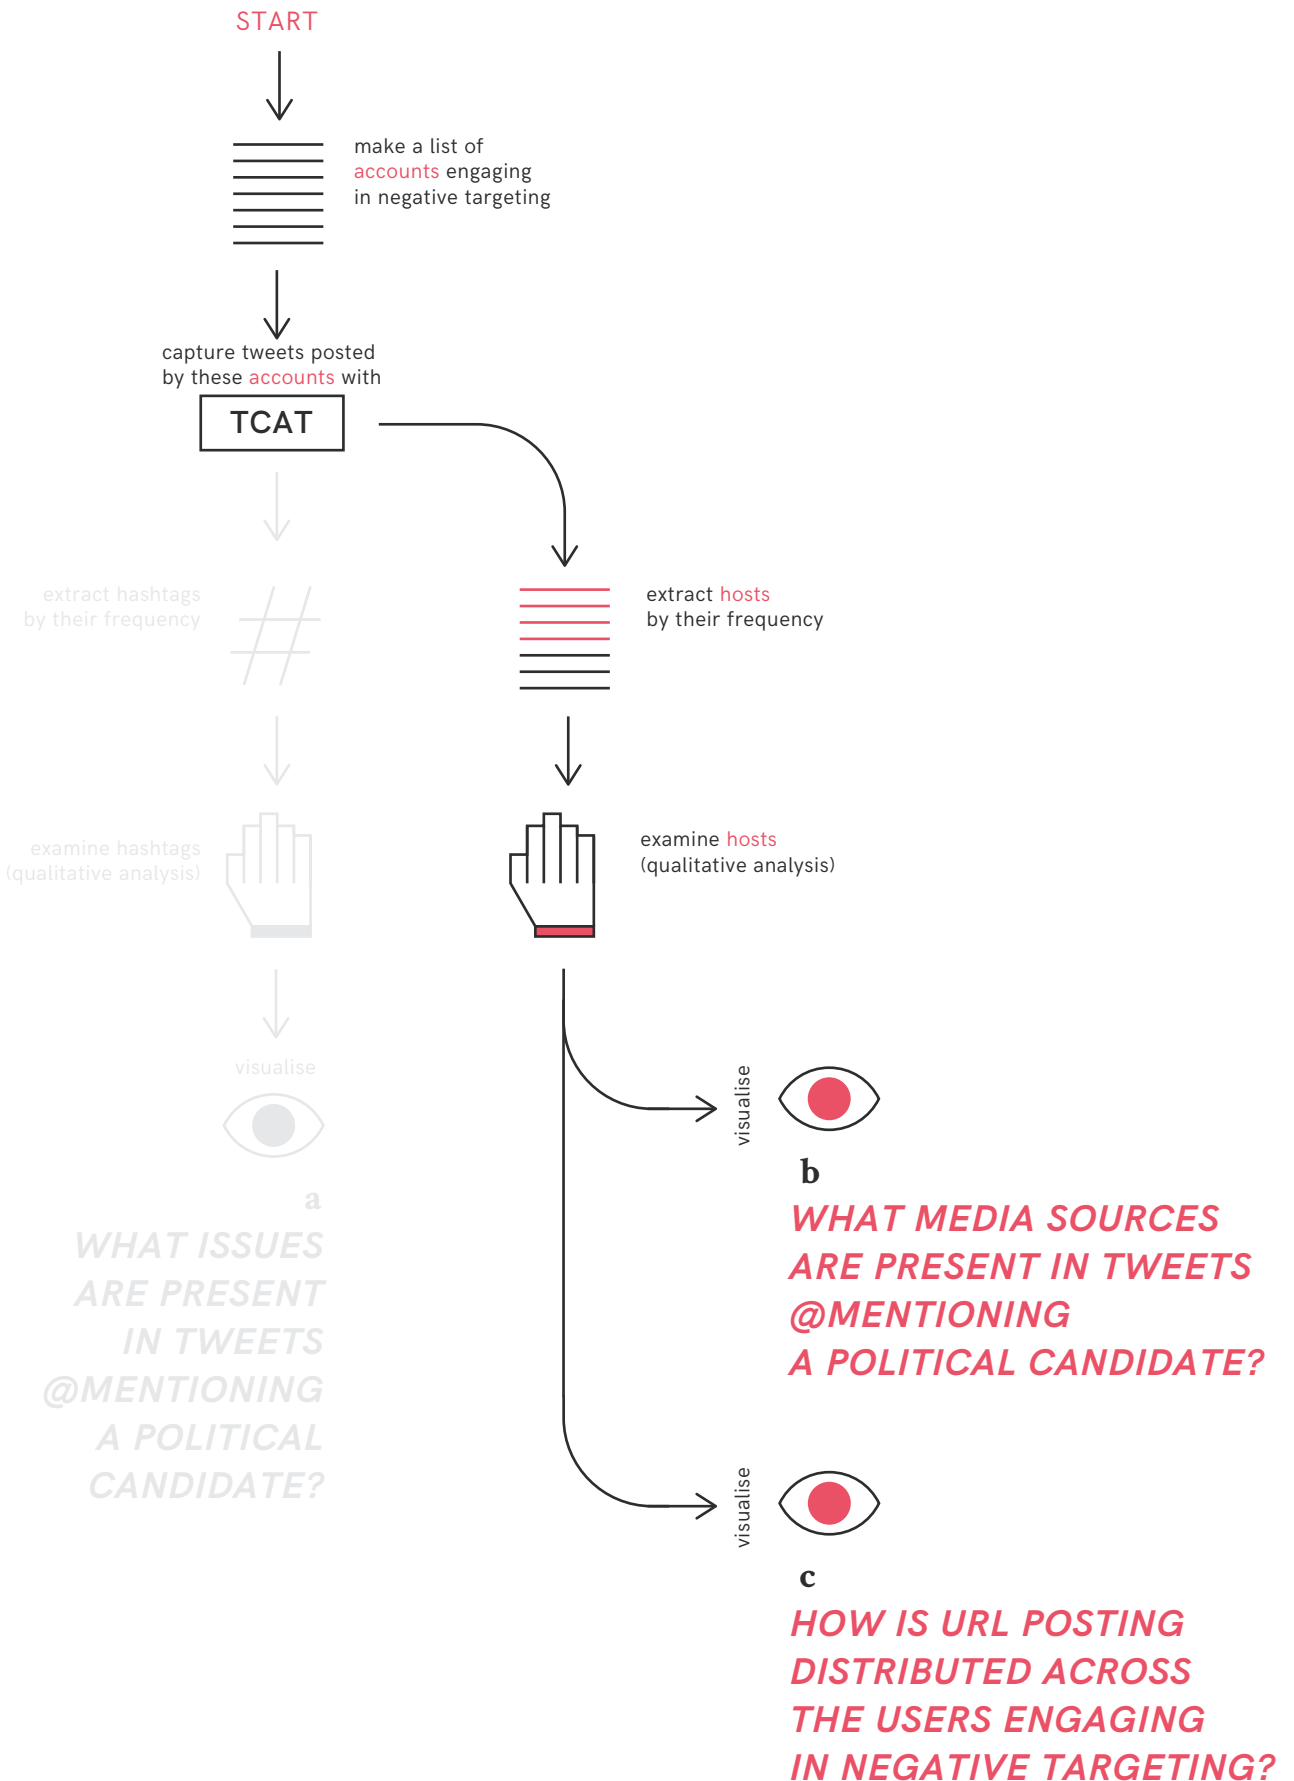 START
make a list of
accounts engaging
in negative targeting
capture tweets posted
by these accounts with
TCAT
extract hashtags
by their frequency
extract hosts
by their frequency
examine hashtags
(qualitative analysis)
examine hosts
(qualitative analysis)
visualise
a
WHAT ISSUES
ARE PRESENT
IN TWEETS
@MENTIONING
A POLITICAL
CANDIDATE?
visualise
b
WHAT MEDIA SOURCES
ARE PRESENT IN TWEETS
@MENTIONING
A POLITICAL CANDIDATE?
visualise
c
HOW IS URL POSTING
DISTRIBUTED ACROSS
THE USERS ENGAGING
IN NEGATIVE TARGETING?